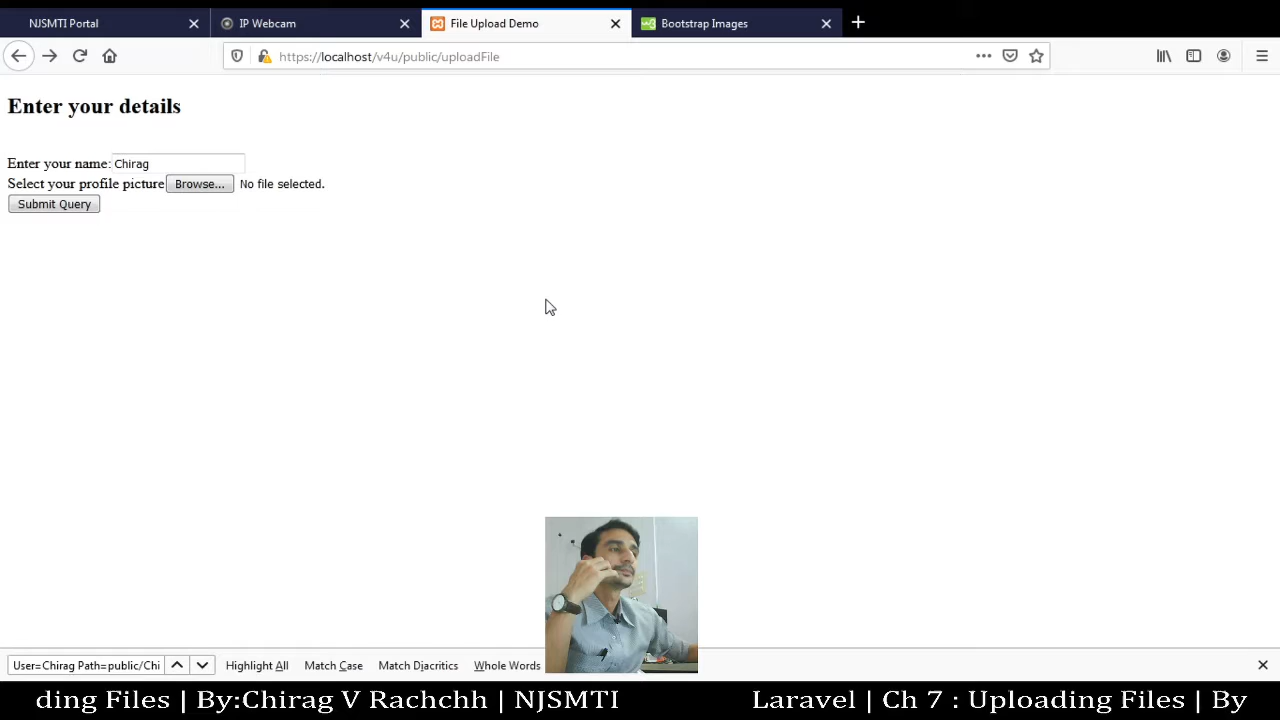 NJSMTI Portal
IP Webcam
File Upload Demo
Bootstrap Images
https://localhost/v4u/public/uploadFile
Enter your details
Enter your name: Chirag
Select your profile picture Browse... No file selected.
Submit Query
User=Chirag Path=public/Chi
Highlight All
Match Case
Match Diacritics
Whole Words
ding Files | By:Chirag V Rachchh | NJSMTI
Laravel | Ch 7 : Uploading Files | By